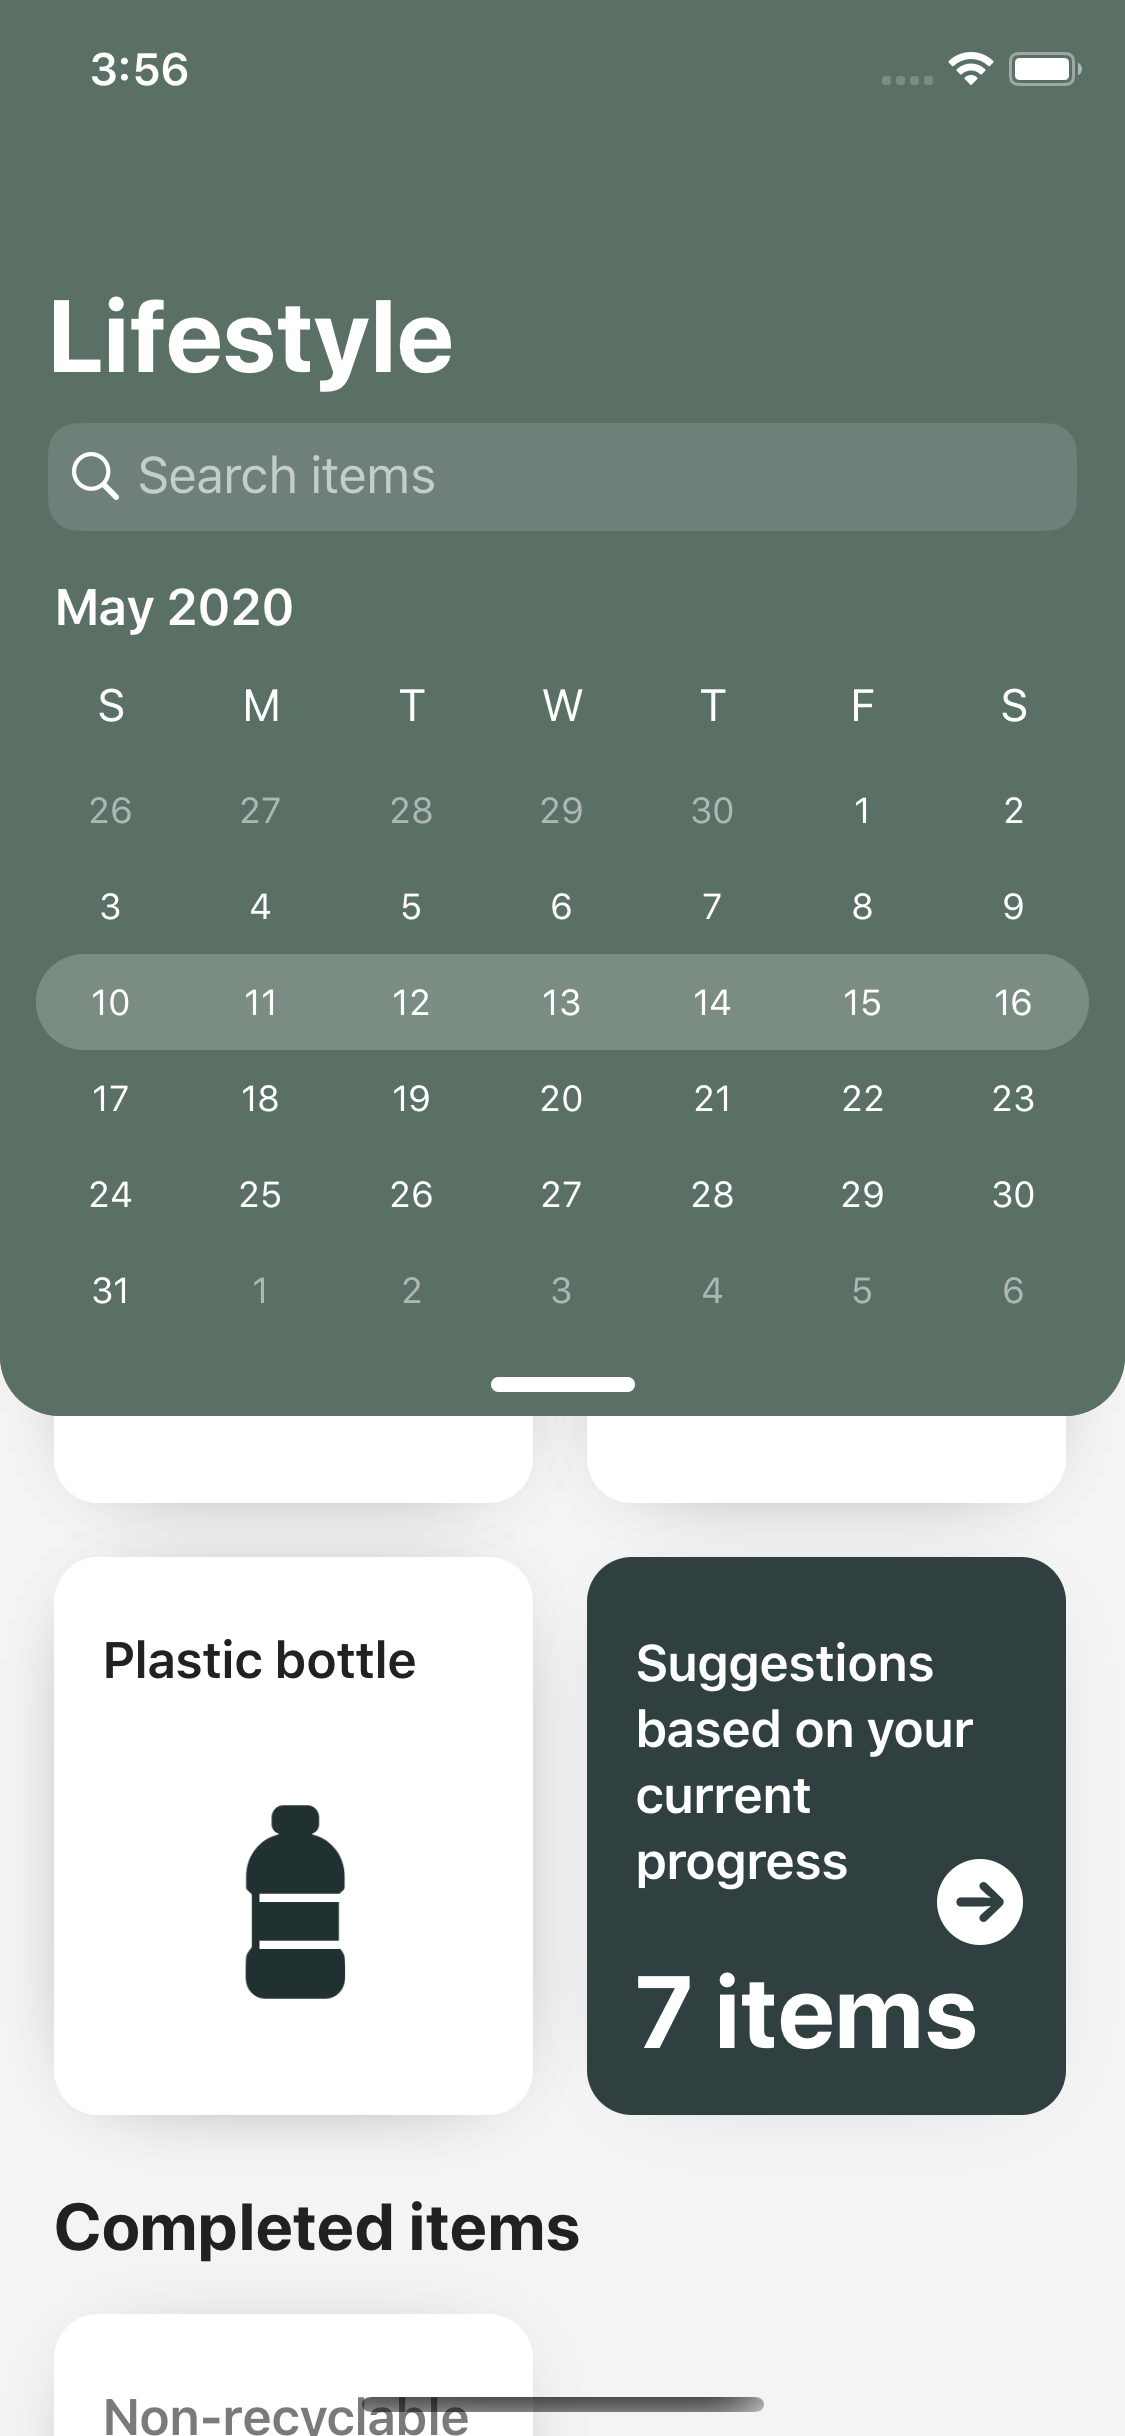 3:56
Lifestyle
Search items
May 2020
S M T W T F S
26 27 28 29 30 1 2
3 4 5 6 7 8 9
10 11 12 13 14 15 16
17 18 19 20 21 22 23
24 25 26 27 28 29 30
31 1 2 3 4 5 6
Plastic bottle
Suggestions
based on your
current
progress
7 items
Completed items
Non-recyclable